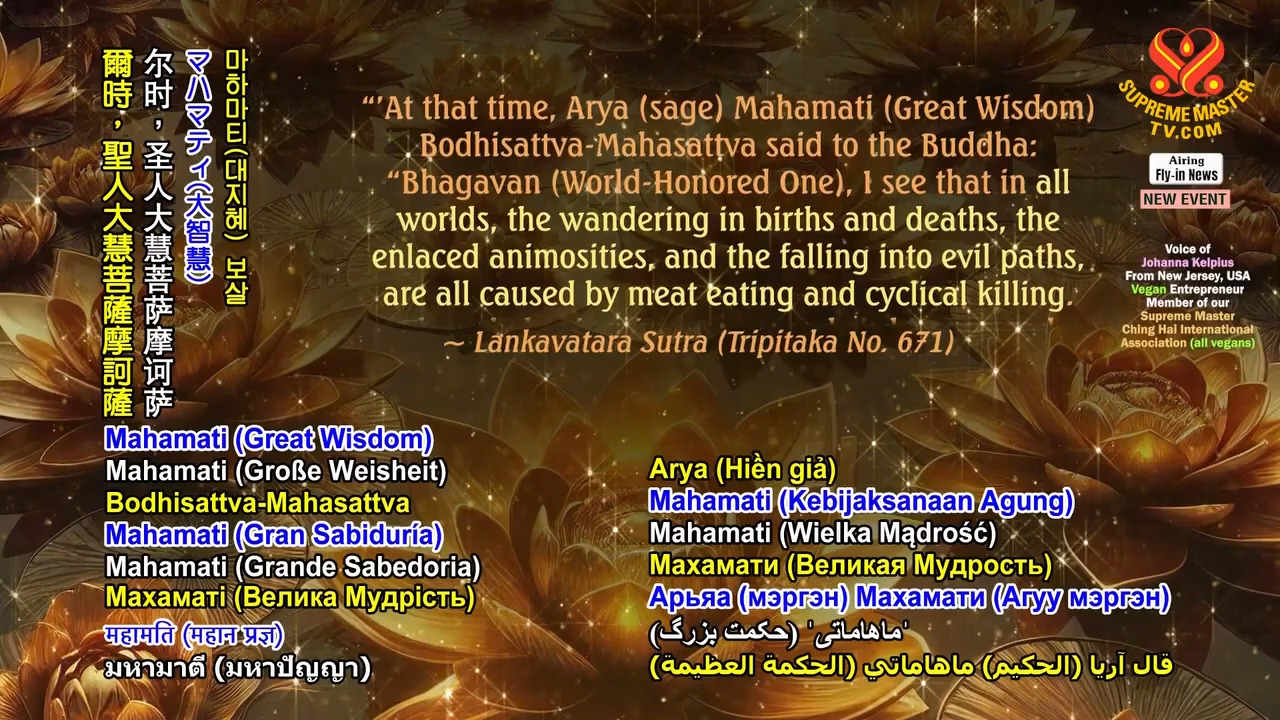 爾時，聖人大慧菩薩摩訶薩
尔时，圣人大慧菩萨摩诃萨
マハマティ（大智慧）
마하마티 (대지혜) 보살
“’At that time, Arya (sage) Mahamati (Great Wisdom)
Bodhisattva-Mahasattva said to the Buddha:
“Bhagavan (World-Honored One), I see that in all
worlds, the wandering in births and deaths, the
enlaced animosities, and the falling into evil paths,
are all caused by meat eating and cyclical killing.
~ Lankavatara Sutra (Tripitaka No. 671)
SUPREME MASTER
TV.COM
Airing
Fly-in News
NEW EVENT
Voice of
Johanna Kelpius
From New Jersey, USA
Vegan Entrepreneur
Member of our
Supreme Master
Ching Hai International
Association (all vegans)
Mahamati (Great Wisdom)
Mahamati (Große Weisheit)
Bodhisattva-Mahasattva
Mahamati (Gran Sabiduría)
Mahamati (Grande Sabedoria)
Махаматі (Велика Мудрість)
महामति (महान प्रज्ञ)
มหามาตี (มหาปัญญา)
Arya (Hiền giả)
Mahamati (Kebijaksanaan Agung)
Mahamati (Wielka Mądrość)
Махамати (Великая Мудрость)
Арьяа (мэргэн) Махамати (Агуу мэргэн)
'ماهاماتی' (حکمت بزرگ)
قال آريا (الحكيم) ماهاماتي (الحكمة العظيمة)